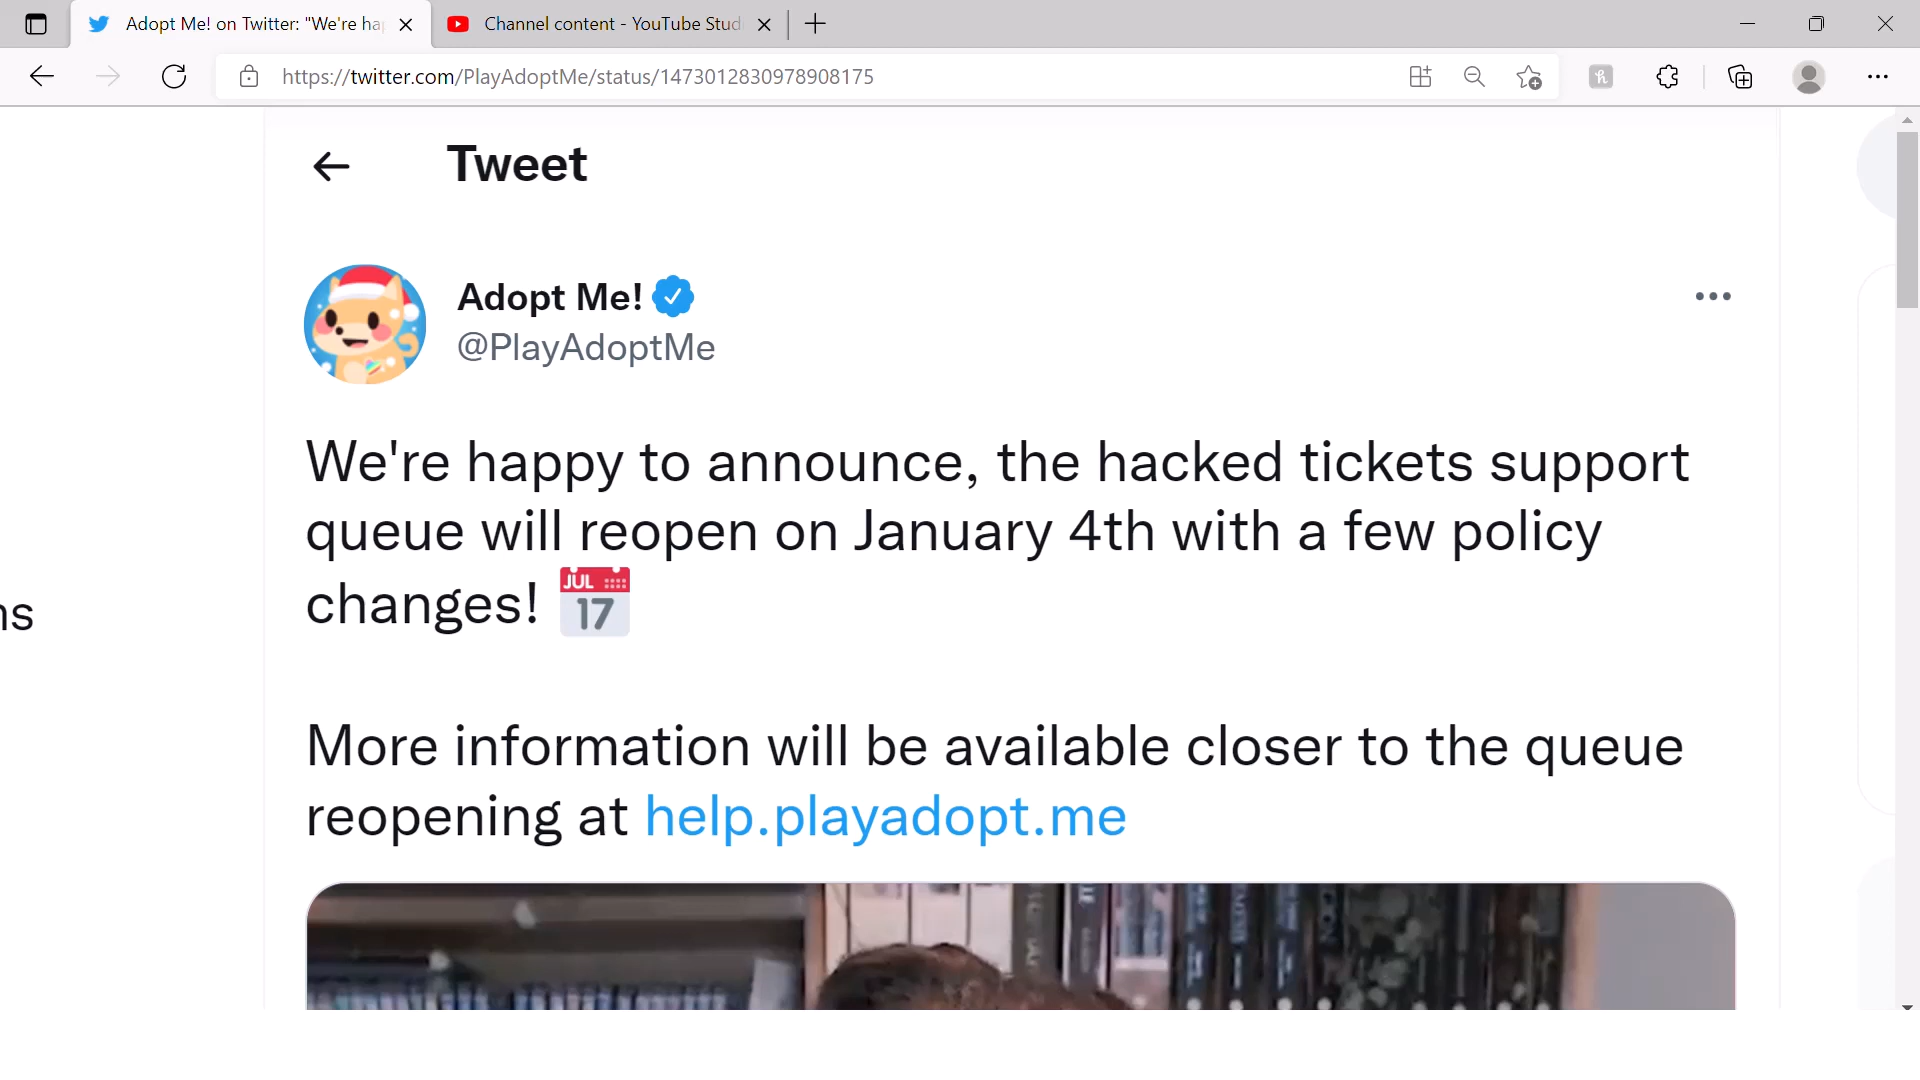 Adopt Me! on Twitter: "We're ha
Channel content - YouTube Stud
https://twitter.com/PlayAdoptMe/status/1473012830978908175
Tweet
Adopt Me!
@PlayAdoptMe
We're happy to announce, the hacked tickets support
queue will reopen on January 4th with a few policy
changes!
JUL
17
ns
More information will be available closer to the queue
reopening at help.playadopt.me